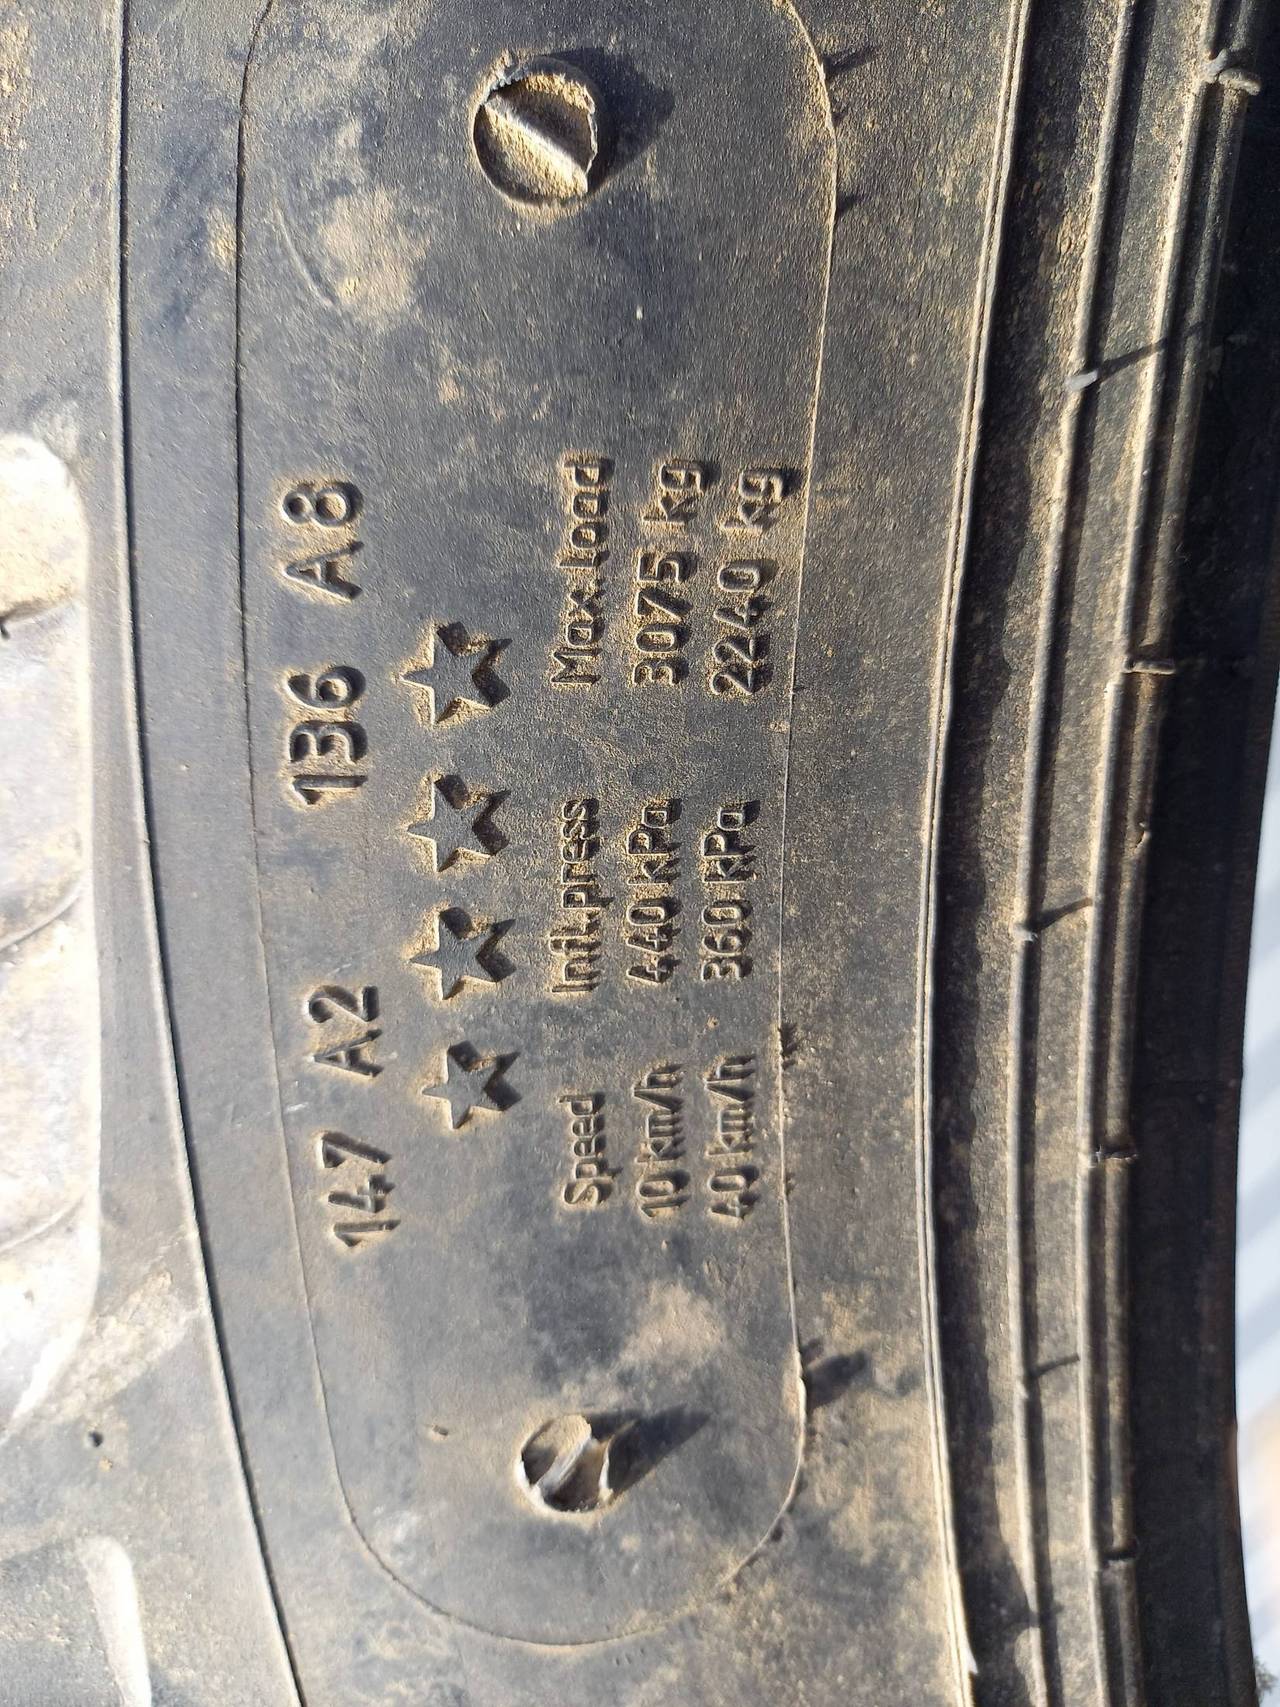 147 A2 136 A8
☆☆☆☆
Speed Infl.press Max.load
10 km/h 440 kPa 3075 kg
40 km/h 360 kPa 2240 kg